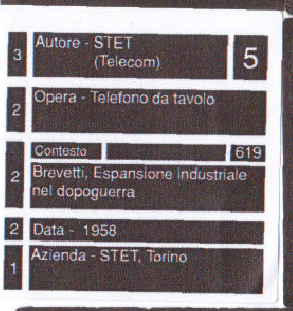 3 Autore - STET 5
(Telecom)
2 Opera - Telefono da tavolo
Contesto 619
2 Brevetti, Espansione industriale
nel dopoguerra
2 Data - 1958
1 Azienda - STET, Torino